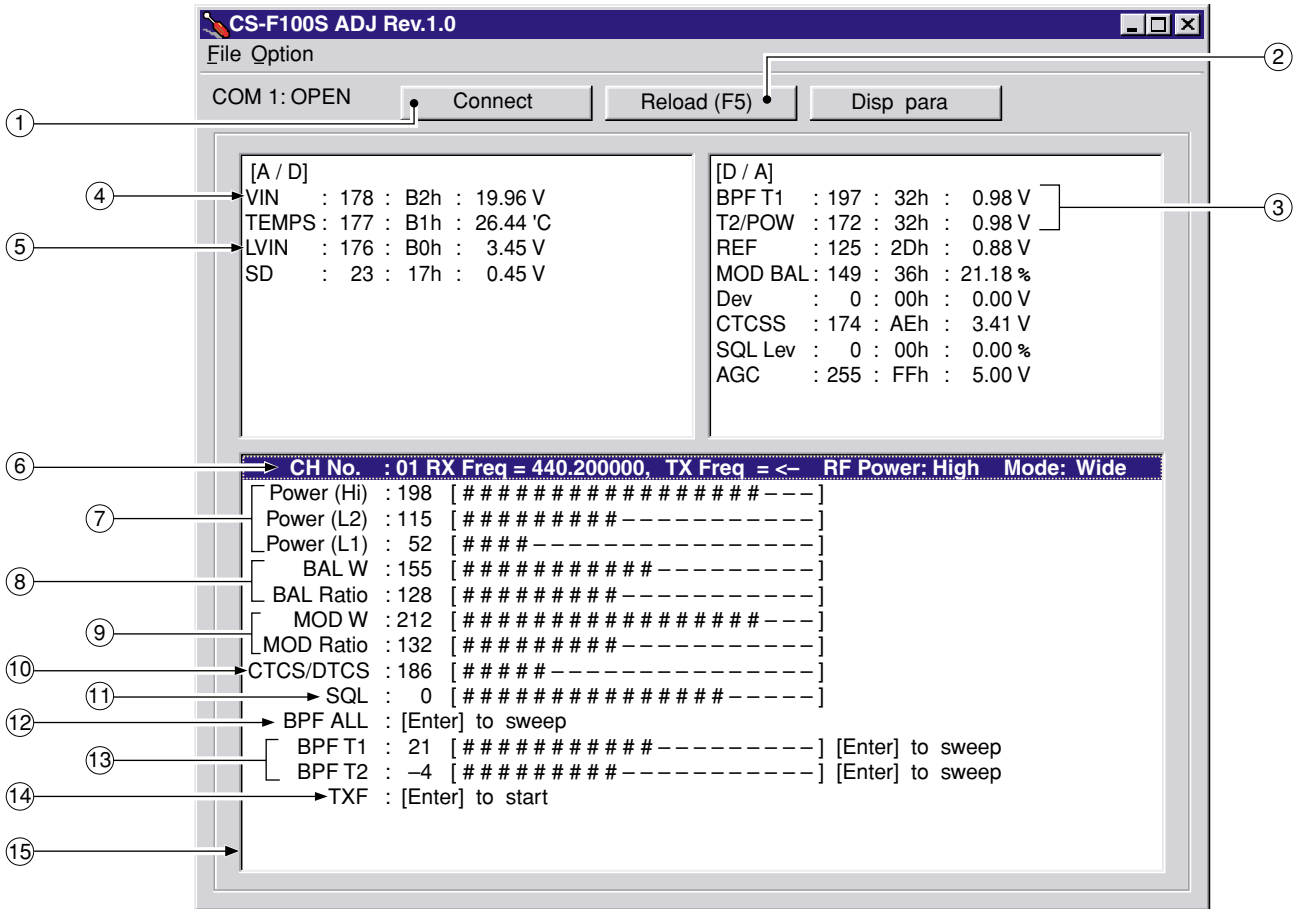 CS-F100S ADJ Rev.1.0
File Option
COM 1: OPEN Connect Reload (F5) Disp para
1
2
[A / D]
VIN : 178 : B2h : 19.96 V
TEMPS : 177 : B1h : 26.44 'C
LVIN : 176 : B0h : 3.45 V
SD : 23 : 17h : 0.45 V
4
5
[D / A]
BPF T1 : 197 : 32h : 0.98 V
T2/POW : 172 : 32h : 0.98 V
REF : 125 : 2Dh : 0.88 V
MOD BAL : 149 : 36h : 21.18 %
Dev : 0 : 00h : 0.00 V
CTCSS : 174 : AEh : 3.41 V
SQL Lev : 0 : 00h : 0.00 %
AGC : 255 : FFh : 5.00 V
3
6 CH No. : 01 RX Freq = 440.200000, TX Freq = <– RF Power: High Mode: Wide
Power (Hi) : 198 [ # # # # # # # # # # # # # # # # # – – – ]
7 Power (L2) : 115 [ # # # # # # # # # – – – – – – – – – – – ]
Power (L1) : 52 [ # # # # – – – – – – – – – – – – – – – – ]
8 BAL W : 155 [ # # # # # # # # # # # – – – – – – – – – ]
BAL Ratio : 128 [ # # # # # # # # # – – – – – – – – – – – ]
9 MOD W : 212 [ # # # # # # # # # # # # # # # # # – – – ]
MOD Ratio : 132 [ # # # # # # # # # – – – – – – – – – – – ]
10 CTCS/DTCS : 186 [ # # # # # – – – – – – – – – – – – – – – ]
11 SQL : 0 [ # # # # # # # # # # # # # # # – – – – – ]
12 BPF ALL : [Enter] to sweep
13 BPF T1 : 21 [ # # # # # # # # # # # – – – – – – – – – ] [Enter] to sweep
BPF T2 : –4 [ # # # # # # # # # – – – – – – – – – – – ] [Enter] to sweep
14 TXF : [Enter] to start
15